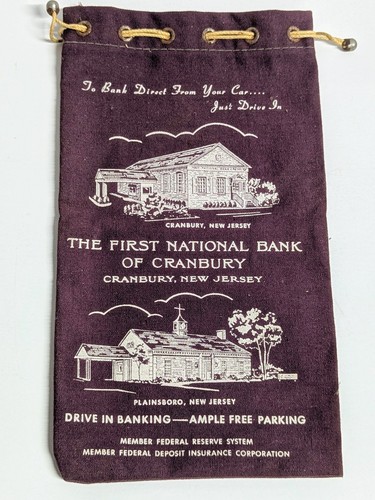 To Bank Direct From Your Car....
Just Drive In
CRANBURY, NEW JERSEY
THE FIRST NATIONAL BANK
OF CRANBURY
CRANBURY, NEW JERSEY
PLAINSBORO, NEW JERSEY
DRIVE IN BANKING—AMPLE FREE PARKING
MEMBER FEDERAL RESERVE SYSTEM
MEMBER FEDERAL DEPOSIT INSURANCE CORPORATION